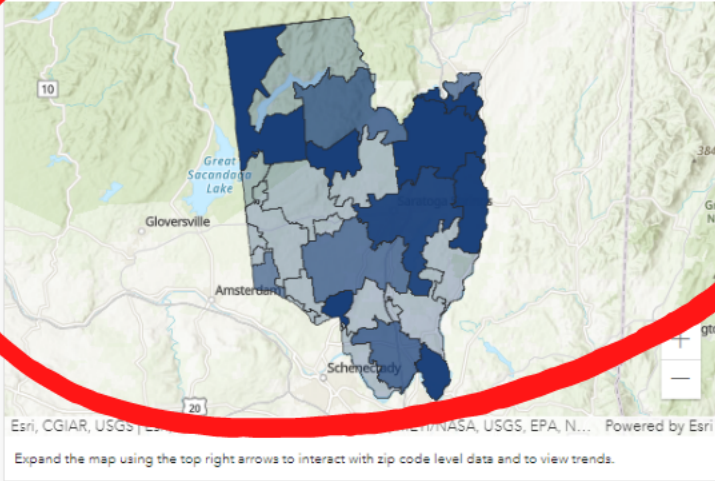 10
384
Great
Sacandaga
Lake
Gloversville
Amsterdam
Schenectady
20
+
−
Esri, CGIAR, USGS | /NASA, USGS, EPA, N... Powered by Esri
Expand the map using the top right arrows to interact with zip code level data and to view trends.